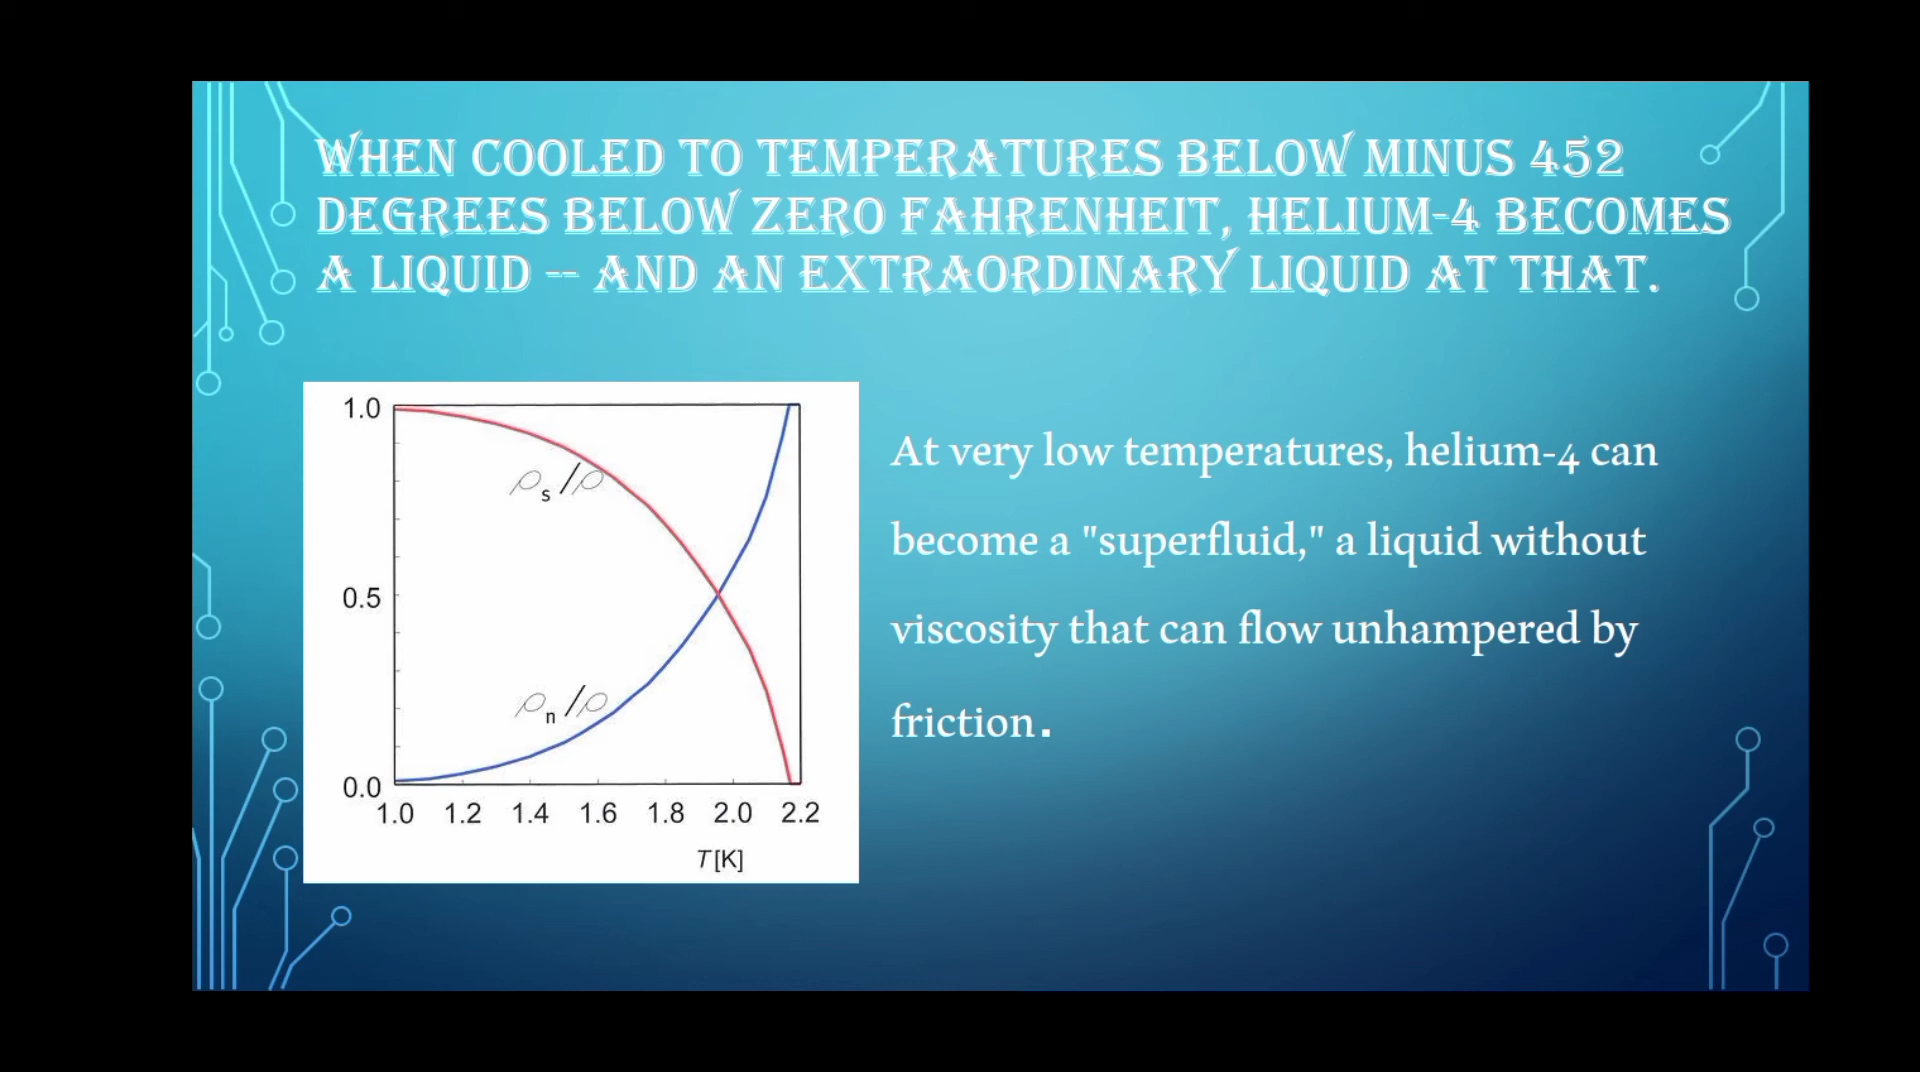 WHEN COOLED TO TEMPERATURES BELOW MINUS 452
DEGREES BELOW ZERO FAHRENHEIT, HELIUM-4 BECOMES
A LIQUID -- AND AN EXTRAORDINARY LIQUID AT THAT.
1.0
ρs/ρ
0.5
ρn/ρ
0.0
1.0 1.2 1.4 1.6 1.8 2.0 2.2
T[K]
At very low temperatures, helium-4 can
become a "superfluid," a liquid without
viscosity that can flow unhampered by
friction.